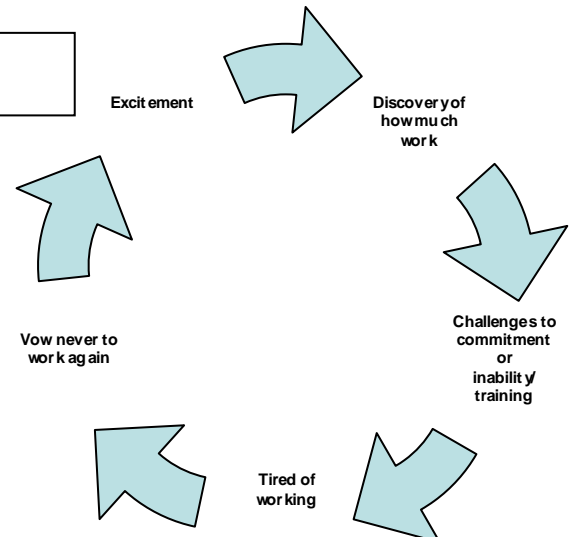 Excitement
Discovery of
how much
work
Challenges to
commitment
or
inability/
training
Tired of
working
Vow never to
work again